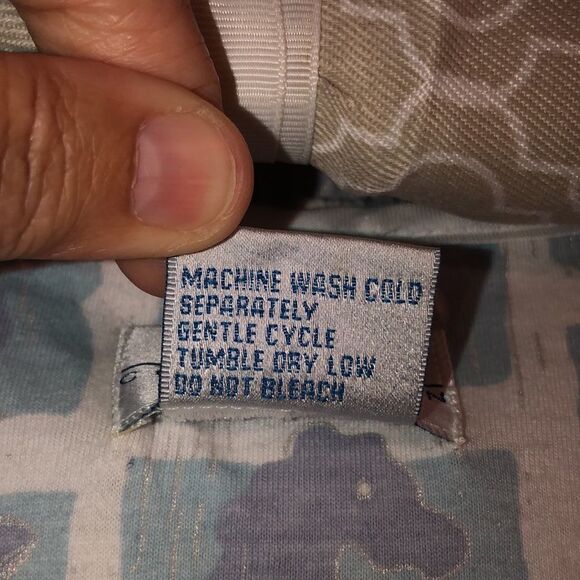 MACHINE WASH COLD
SEPARATELY
GENTLE CYCLE
TUMBLE DRY LOW
DO NOT BLEACH